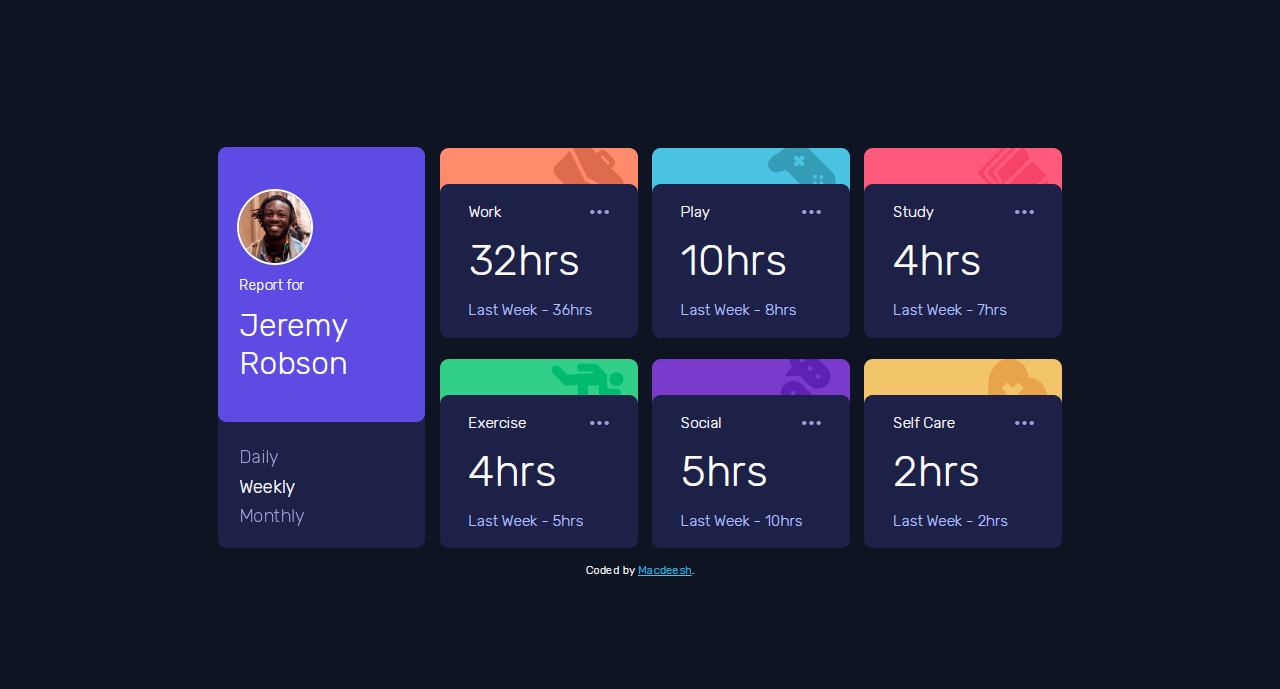 Report for
Jeremy
Robson
Daily
Weekly
Monthly
Work
32hrs
Last Week - 36hrs
Play
10hrs
Last Week - 8hrs
Study
4hrs
Last Week - 7hrs
Exercise
4hrs
Last Week - 5hrs
Social
5hrs
Last Week - 10hrs
Self Care
2hrs
Last Week - 2hrs
Coded by Macdeesh.